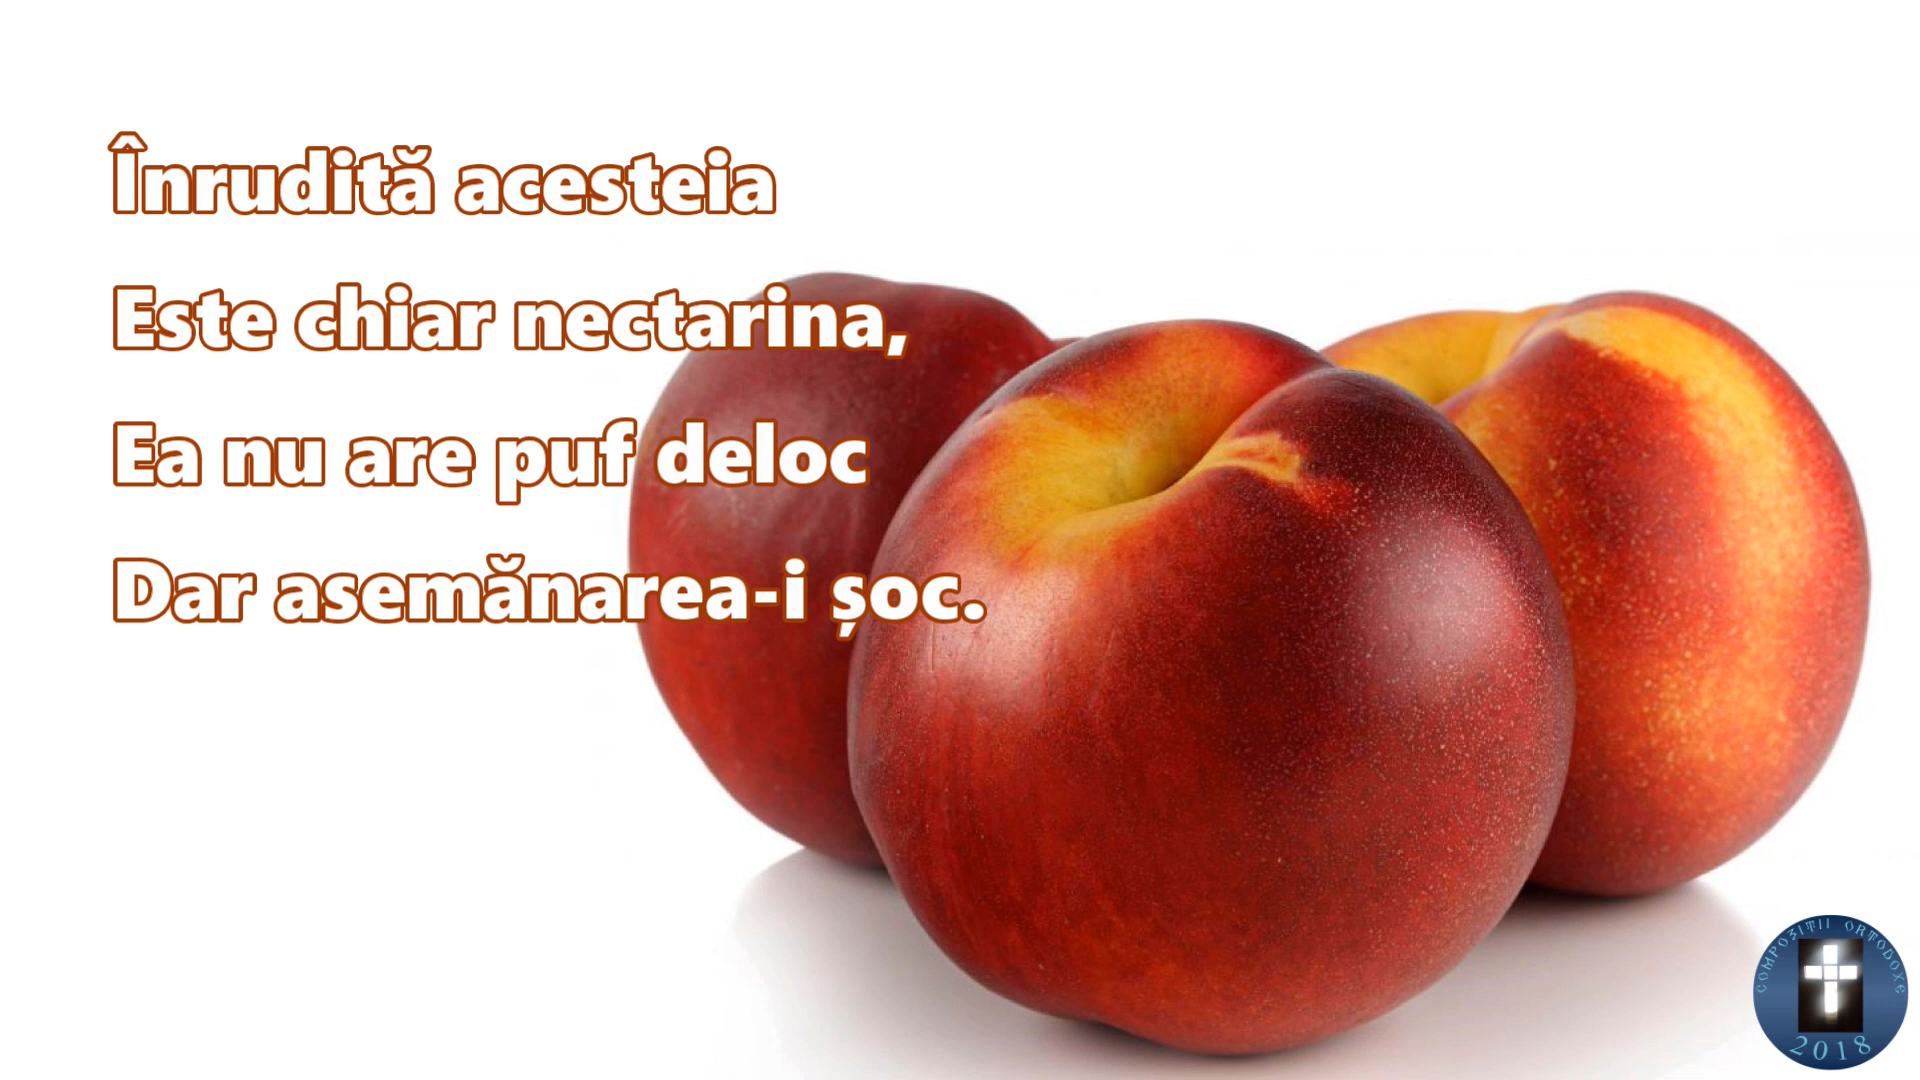 Înrudită acesteia
Este chiar nectarina,
Ea nu are puf deloc
Dar asemănarea-i șoc.
COMPOZIȚII ORTODOXE
2018